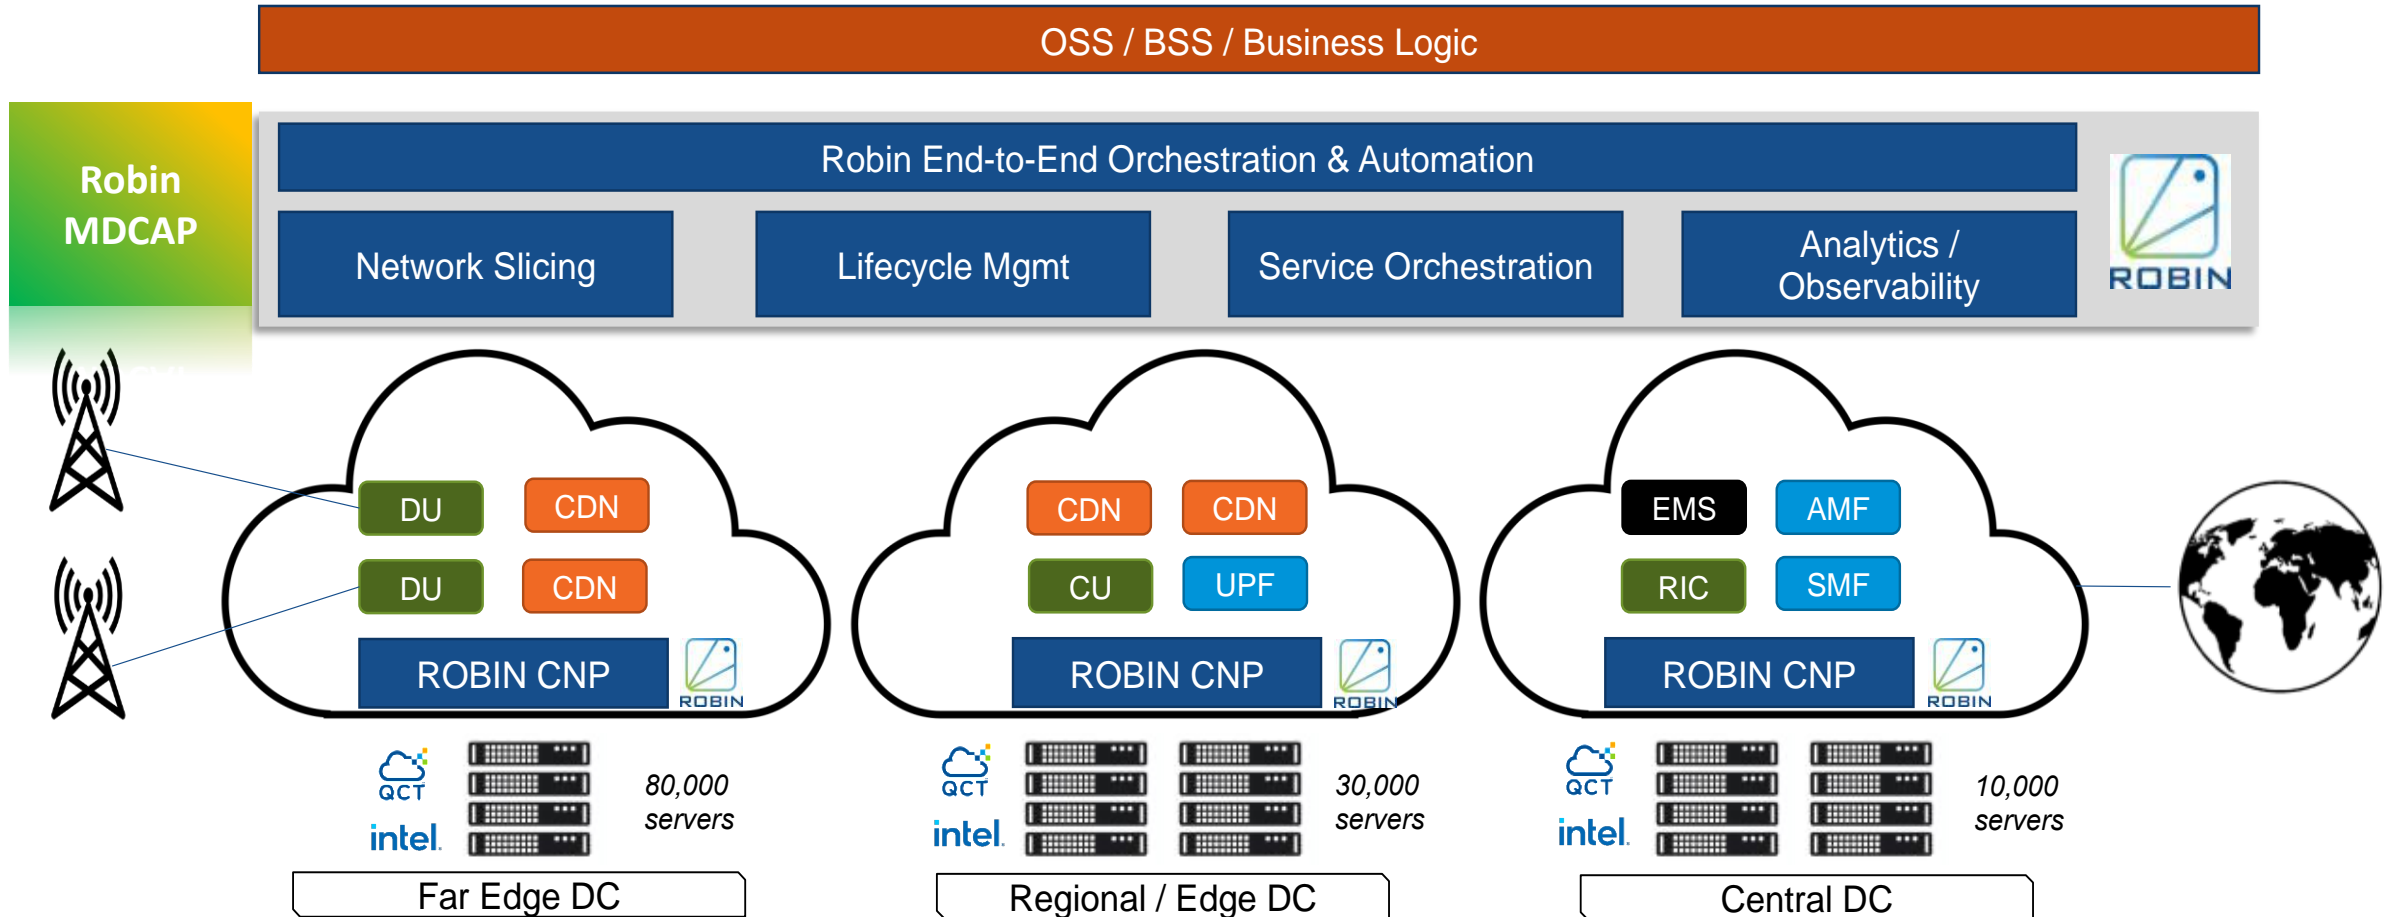 OSS / BSS / Business Logic
Robin
MDCAP
Robin End-to-End Orchestration & Automation
Network Slicing
Lifecycle Mgmt
Service Orchestration
Analytics /
Observability
ROBIN
DU
CDN
DU
CDN
ROBIN CNP
ROBIN
CDN
CDN
CU
UPF
ROBIN CNP
ROBIN
EMS
AMF
RIC
SMF
ROBIN CNP
ROBIN
QCT
intel.
80,000
servers
QCT
intel.
30,000
servers
QCT
intel.
10,000
servers
Far Edge DC
Regional / Edge DC
Central DC